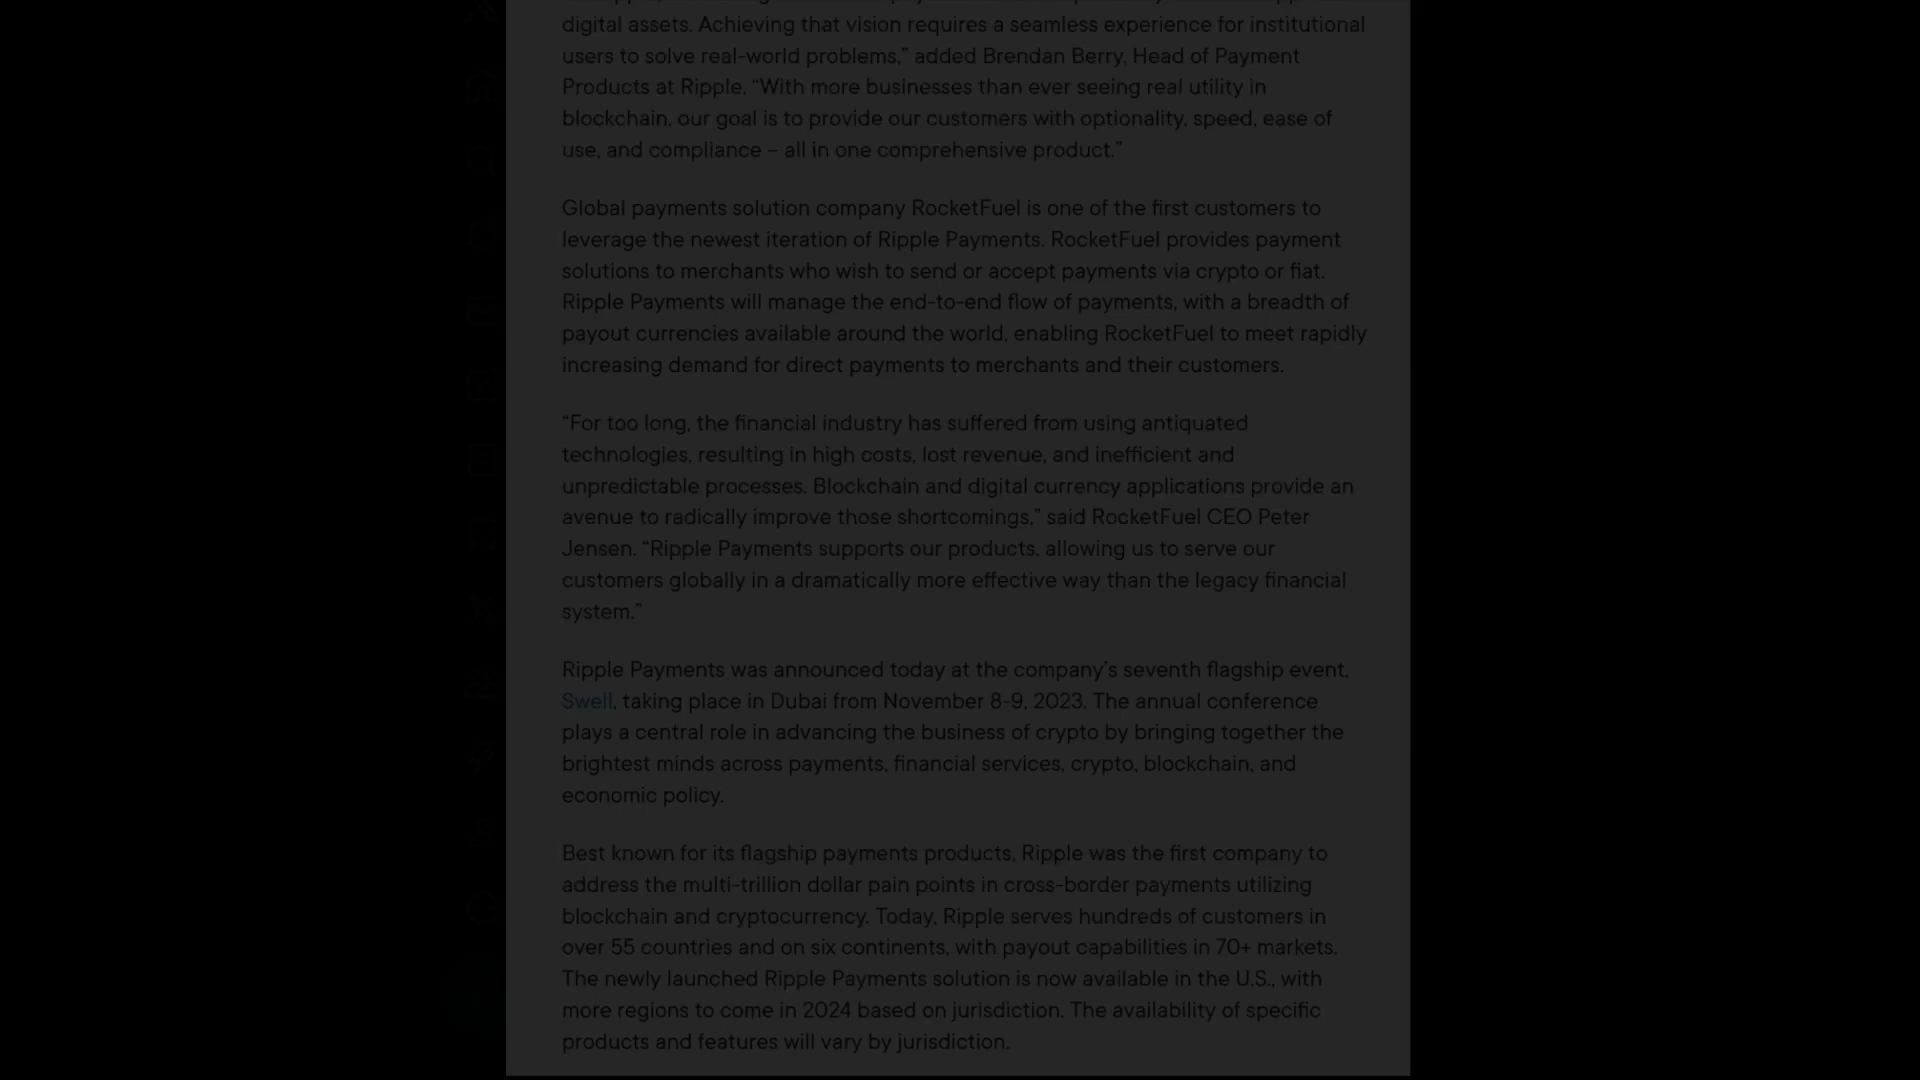 digital assets. Achieving that vision requires a seamless experience for institutional
users to solve real-world problems,” added Brendan Berry, Head of Payment
Products at Ripple. “With more businesses than ever seeing real utility in
blockchain, our goal is to provide our customers with optionality, speed, ease of
use, and compliance – all in one comprehensive product.”
Global payments solution company RocketFuel is one of the first customers to
leverage the newest iteration of Ripple Payments. RocketFuel provides payment
solutions to merchants who wish to send or accept payments via crypto or fiat.
Ripple Payments will manage the end-to-end flow of payments, with a breadth of
payout currencies available around the world, enabling RocketFuel to meet rapidly
increasing demand for direct payments to merchants and their customers.
“For too long, the financial industry has suffered from using antiquated
technologies, resulting in high costs, lost revenue, and inefficient and
unpredictable processes. Blockchain and digital currency applications provide an
avenue to radically improve those shortcomings,” said RocketFuel CEO Peter
Jensen. “Ripple Payments supports our products, allowing us to serve our
customers globally in a dramatically more effective way than the legacy financial
system.”
Ripple Payments was announced today at the company’s seventh flagship event,
Swell, taking place in Dubai from November 8-9, 2023. The annual conference
plays a central role in advancing the business of crypto by bringing together the
brightest minds across payments, financial services, crypto, blockchain, and
economic policy.
Best known for its flagship payments products, Ripple was the first company to
address the multi-trillion dollar pain points in cross-border payments utilizing
blockchain and cryptocurrency. Today, Ripple serves hundreds of customers in
over 55 countries and on six continents, with payout capabilities in 70+ markets.
The newly launched Ripple Payments solution is now available in the U.S., with
more regions to come in 2024 based on jurisdiction. The availability of specific
products and features will vary by jurisdiction.